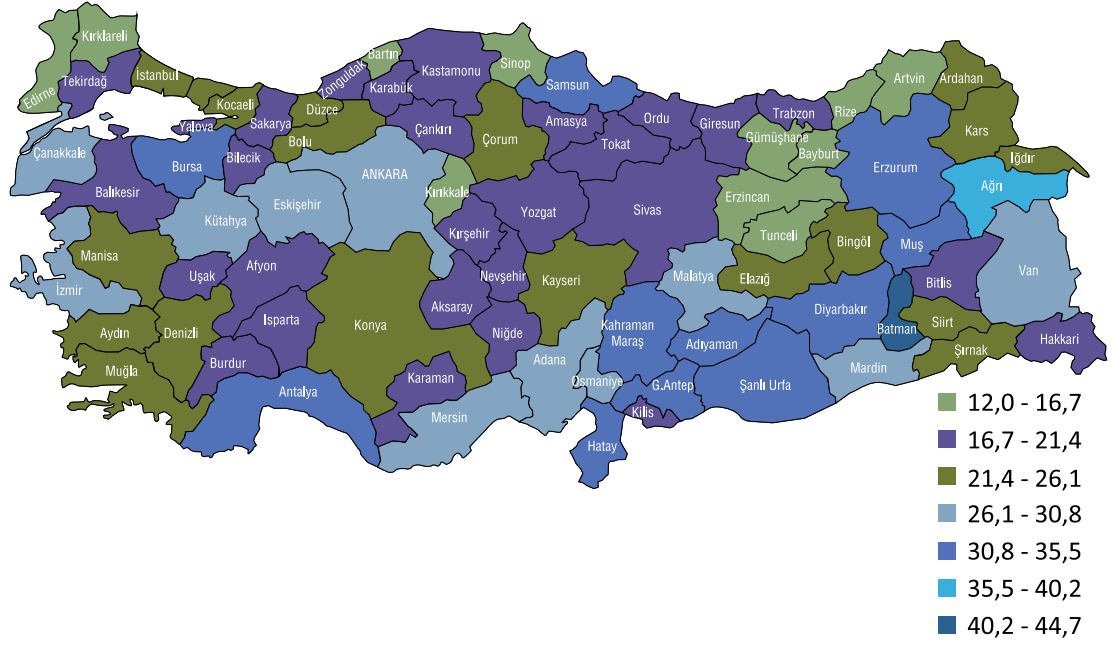 Kırklareli
Edirne
Tekirdağ
İstanbul
Kocaeli
Yalova
Sakarya
Düzce
Bolu
Zonguldak
Bartın
Karabük
Kastamonu
Sinop
Çankırı
Çorum
Samsun
Amasya
Tokat
Ordu
Giresun
Trabzon
Gümüşhane
Bayburt
Rize
Artvin
Ardahan
Kars
Iğdır
Ağrı
Erzurum
Erzincan
Tunceli
Bingöl
Muş
Bitlis
Van
Hakkari
Çanakkale
Balıkesir
Bursa
Bilecik
Kütahya
Eskişehir
ANKARA
Kırıkkale
Kırşehir
Yozgat
Sivas
Nevşehir
Kayseri
Malatya
Elazığ
Diyarbakır
Batman
Siirt
Şırnak
Mardin
Manisa
İzmir
Uşak
Afyon
Aydın
Denizli
Muğla
Isparta
Burdur
Antalya
Konya
Aksaray
Niğde
Karaman
Mersin
Adana
Osmaniye
Kahraman
Maraş
Adıyaman
G.Antep
Şanlı Urfa
Kilis
Hatay
12,0 - 16,7
16,7 - 21,4
21,4 - 26,1
26,1 - 30,8
30,8 - 35,5
35,5 - 40,2
40,2 - 44,7